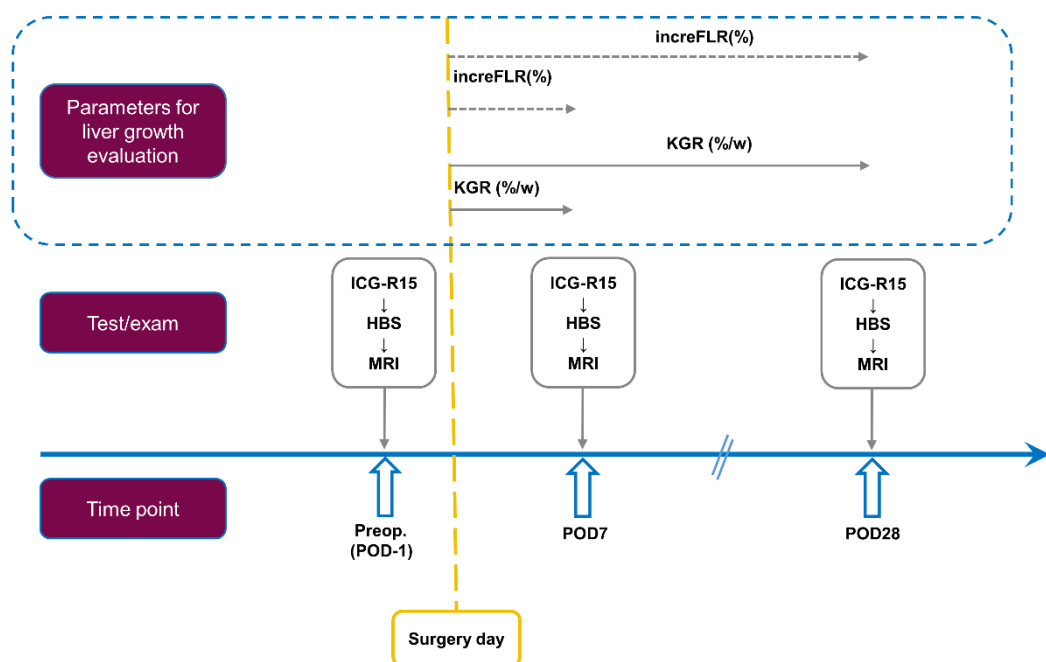 increFLR(%)
increFLR(%)
Parameters for
liver growth
evaluation
KGR (%/w)
KGR (%/w)
Test/exam
ICG-R15
↓
HBS
↓
MRI
ICG-R15
↓
HBS
↓
MRI
ICG-R15
↓
HBS
↓
MRI
Time point
Preop.
(POD-1)
POD7
POD28
Surgery day